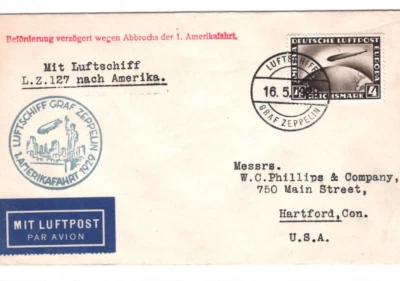 Beförderung verzögert wegen Abbruchs der 1. Amerikafahrt.
Mit Luftschiff
L.Z.127 nach Amerika.
DEUTSCHE LUFTPOST
4
REICHSMARK
LUFTSCHIFF
16.5.1929
GRAF ZEPPELIN
LUFTSCHIFF GRAF ZEPPELIN
1. AMERIKAFAHRT 1929
Messrs.
W.C.Phillips & Company,
750 Main Street,
Hartford,Con.
U.S.A.
MIT LUFTPOST
PAR AVION